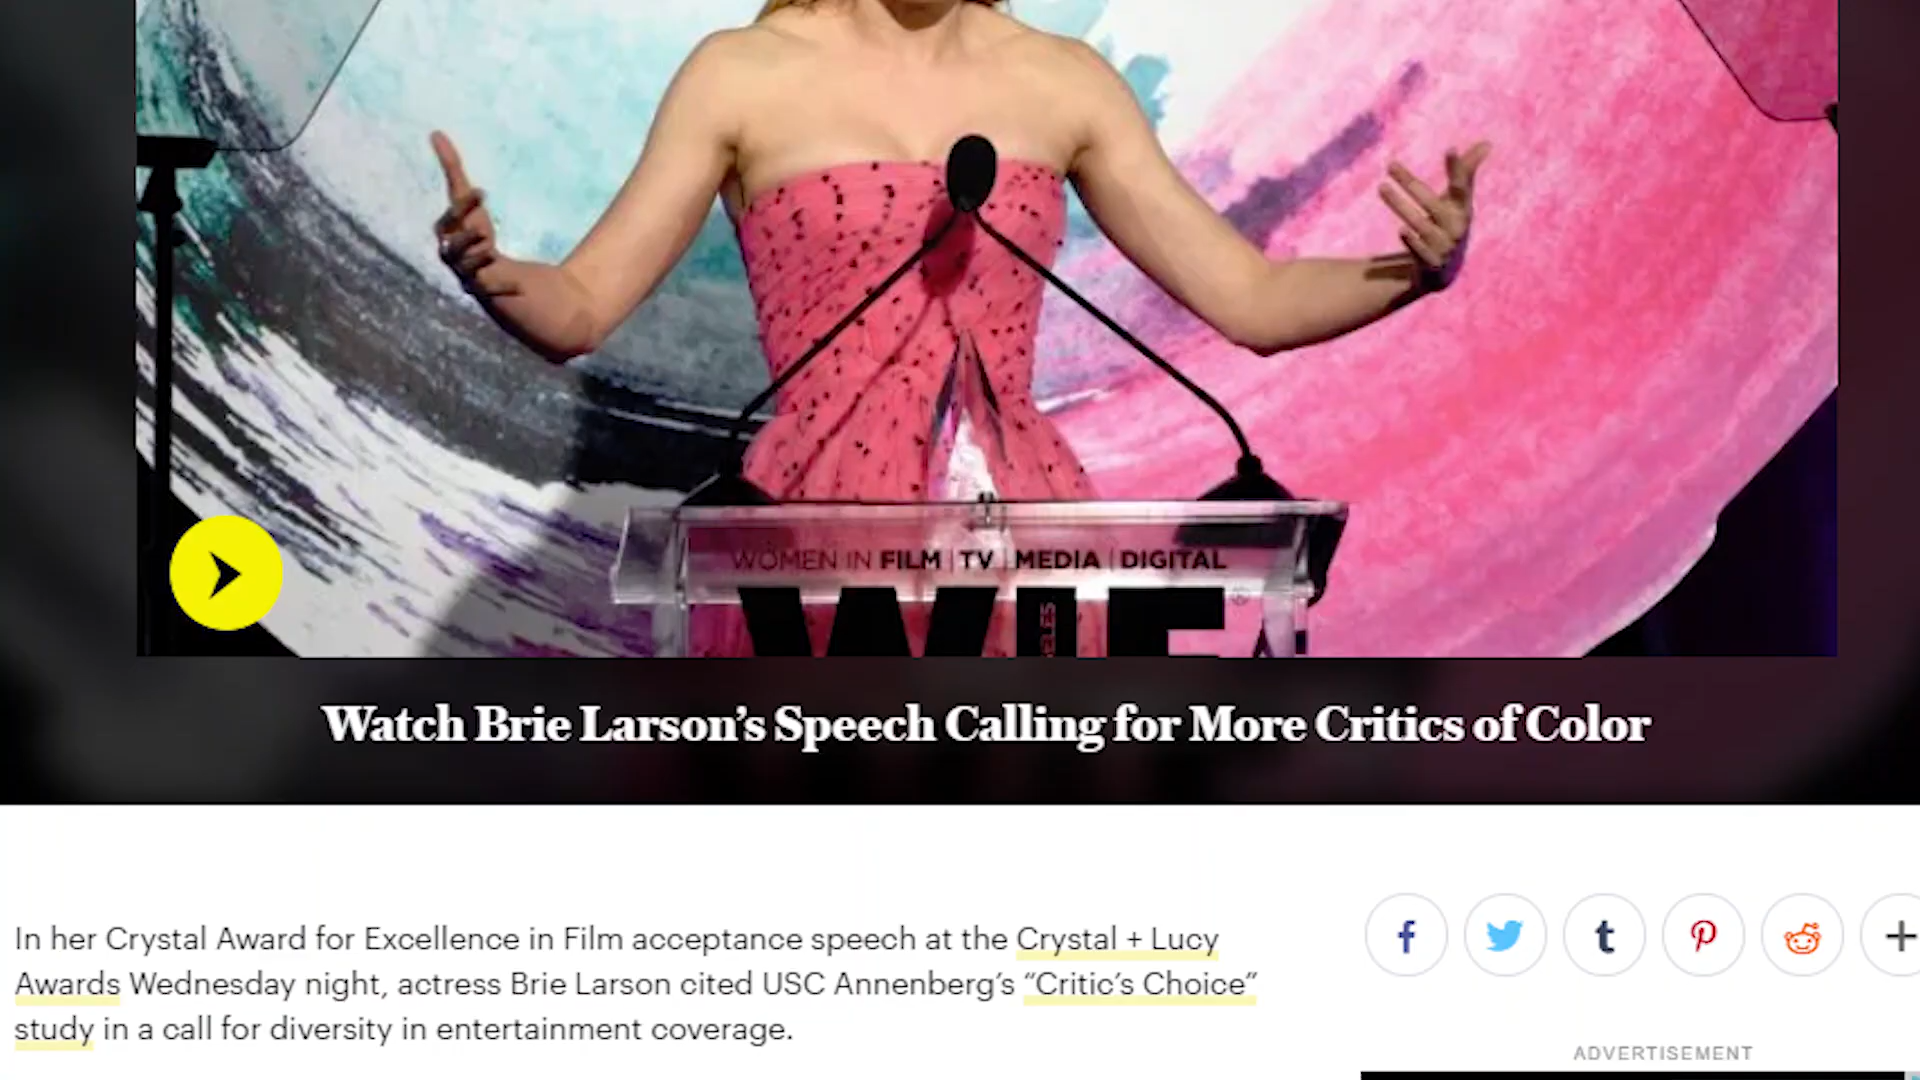 WOMEN IN FILM | TV | MEDIA | DIGITAL
WIF
Watch Brie Larson's Speech Calling for More Critics of Color
In her Crystal Award for Excellence in Film acceptance speech at the Crystal + Lucy
Awards Wednesday night, actress Brie Larson cited USC Annenberg's “Critic's Choice”
study in a call for diversity in entertainment coverage.
ADVERTISEMENT